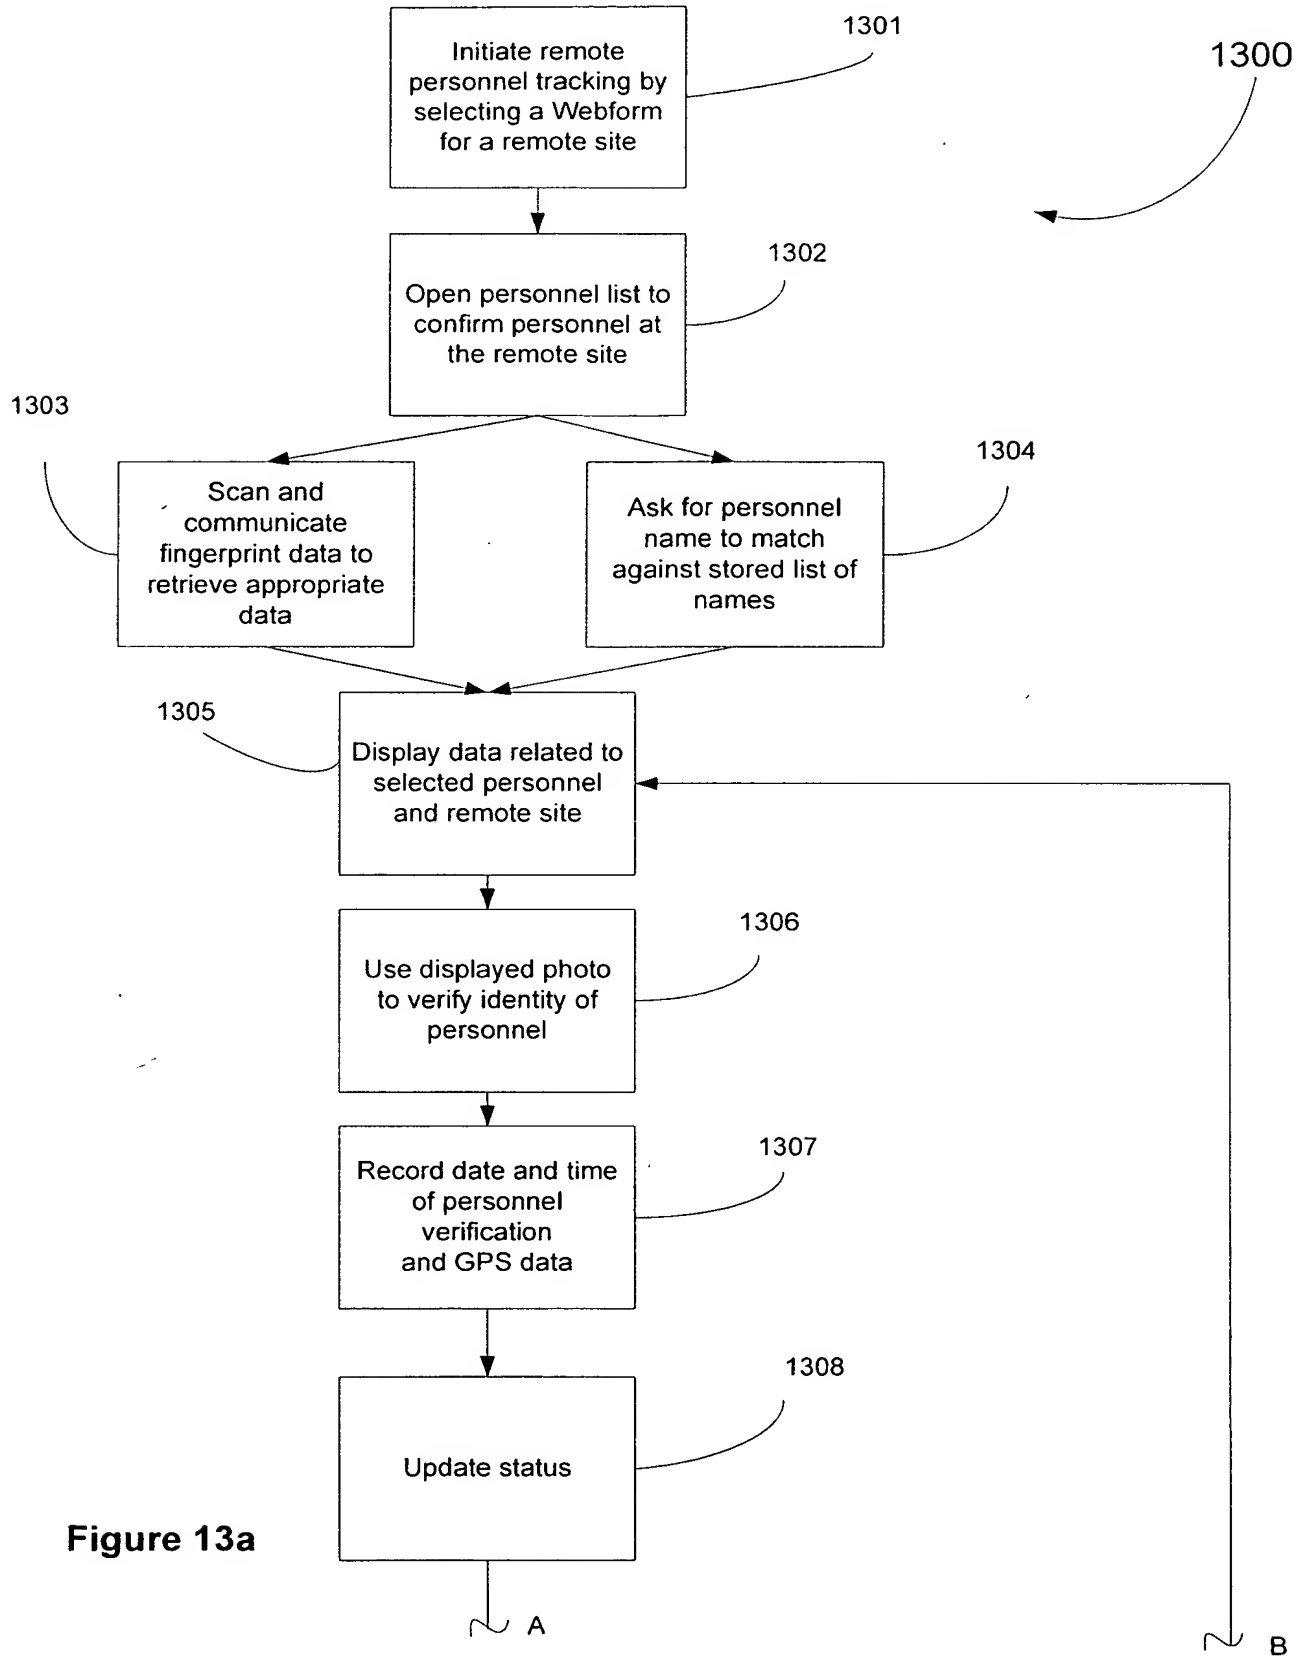 1301
1300
Initiate remote
personnel tracking by
selecting a Webform
for a remote site
1302
Open personnel list to
confirm personnel at
the remote site
1303
1304
Scan and
communicate
fingerprint data to
retrieve appropriate
data
Ask for personnel
name to match
against stored list of
names
1305
Display data related to
selected personnel
and remote site
1306
Use displayed photo
to verify identity of
personnel
1307
Record date and time
of personnel
verification
and GPS data
1308
Update status
Figure 13a
A
B